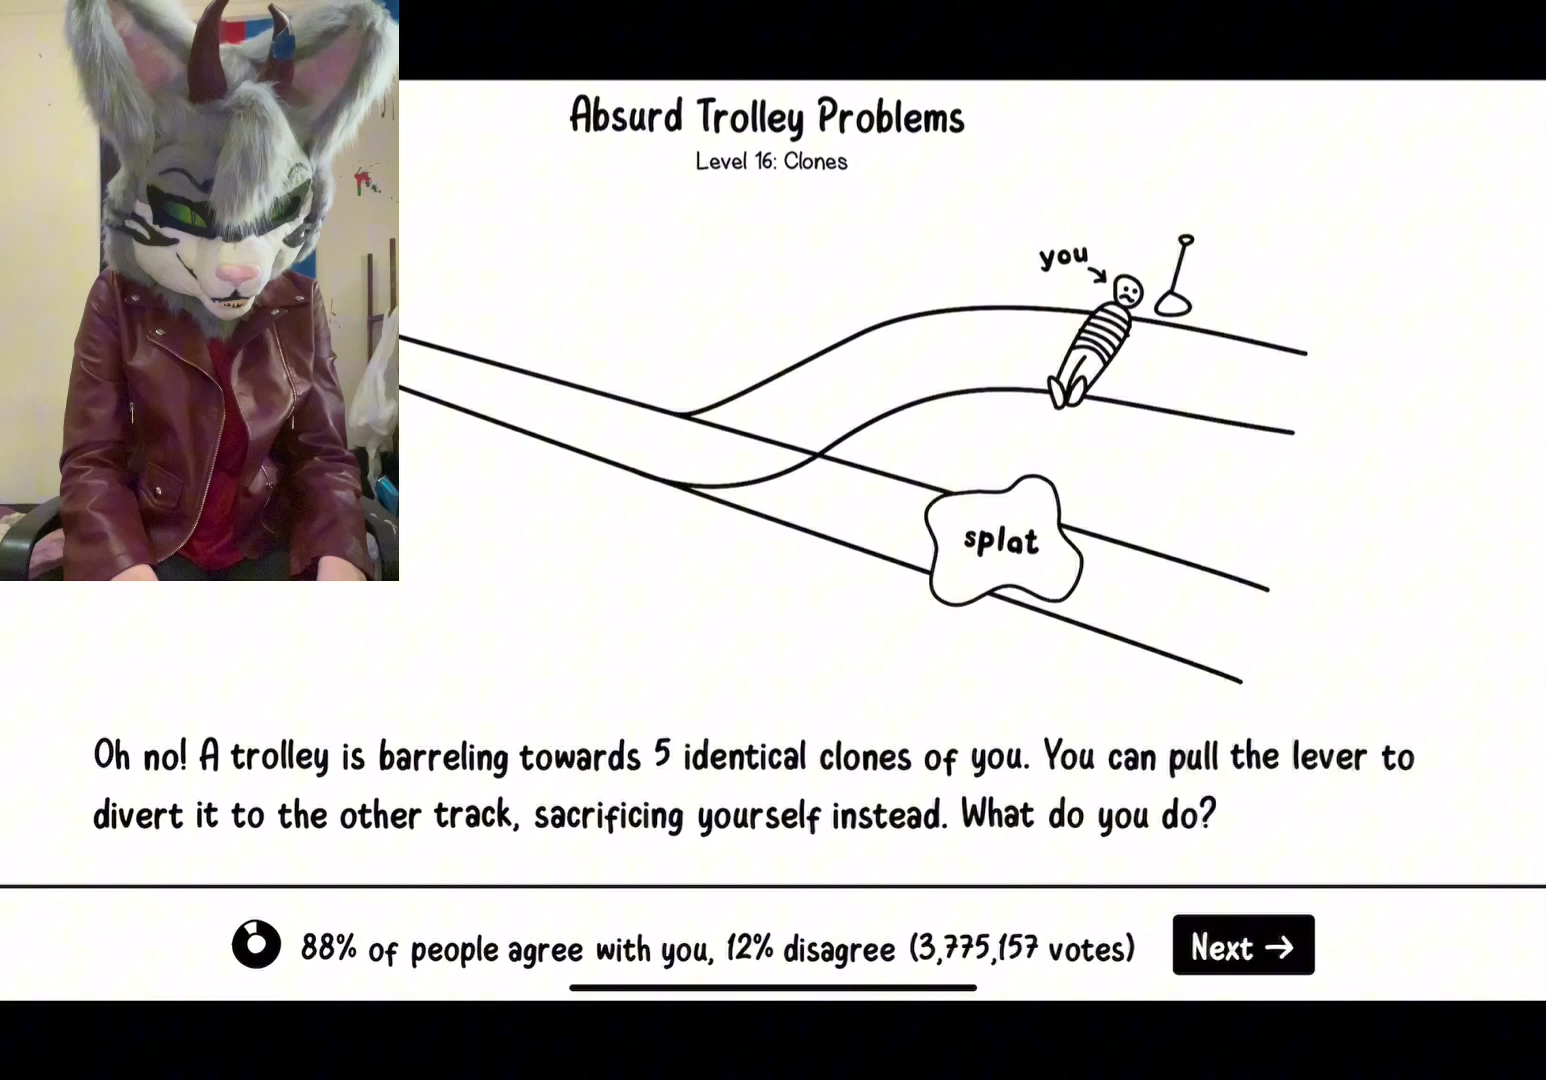 Absurd Trolley Problems
Level 16: Clones
you
splat
Oh no! A trolley is barreling towards 5 identical clones of you. You can pull the lever to
divert it to the other track, sacrificing yourself instead. What do you do?
88% of people agree with you, 12% disagree (3,775,157 votes)
Next →